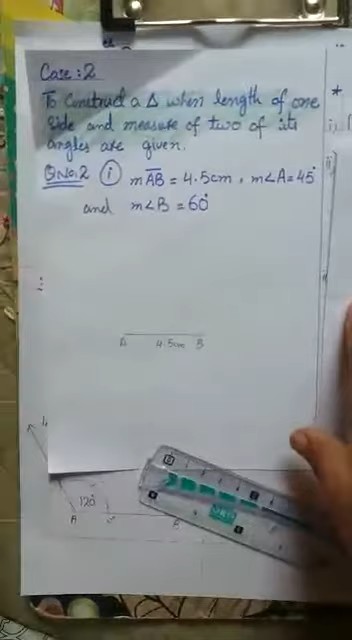 Case: 2
To construct a Δ when length of one
side and measure of two of its
angles are given.
Q No. 2 (i) mAB = 4.5cm, m∠A = 45°
and m∠B = 60°
A 4.5cm B
120°
A
B